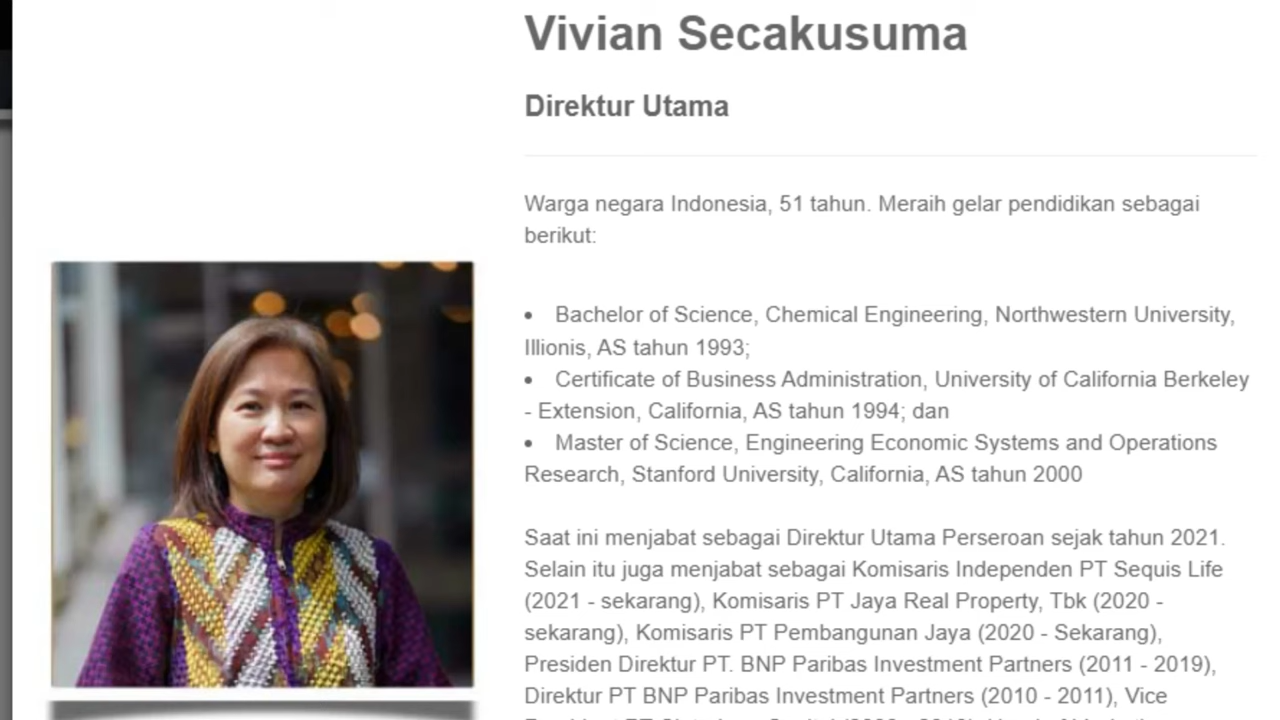 Vivian Secakusuma
Direktur Utama
Warga negara Indonesia, 51 tahun. Meraih gelar pendidikan sebagai
berikut:
• Bachelor of Science, Chemical Engineering, Northwestern University,
Illionis, AS tahun 1993;
• Certificate of Business Administration, University of California Berkeley
- Extension, California, AS tahun 1994; dan
• Master of Science, Engineering Economic Systems and Operations
Research, Stanford University, California, AS tahun 2000
Saat ini menjabat sebagai Direktur Utama Perseroan sejak tahun 2021.
Selain itu juga menjabat sebagai Komisaris Independen PT Sequis Life
(2021 - sekarang), Komisaris PT Jaya Real Property, Tbk (2020 -
sekarang), Komisaris PT Pembangunan Jaya (2020 - Sekarang),
Presiden Direktur PT. BNP Paribas Investment Partners (2011 - 2019),
Direktur PT BNP Paribas Investment Partners (2010 - 2011), Vice